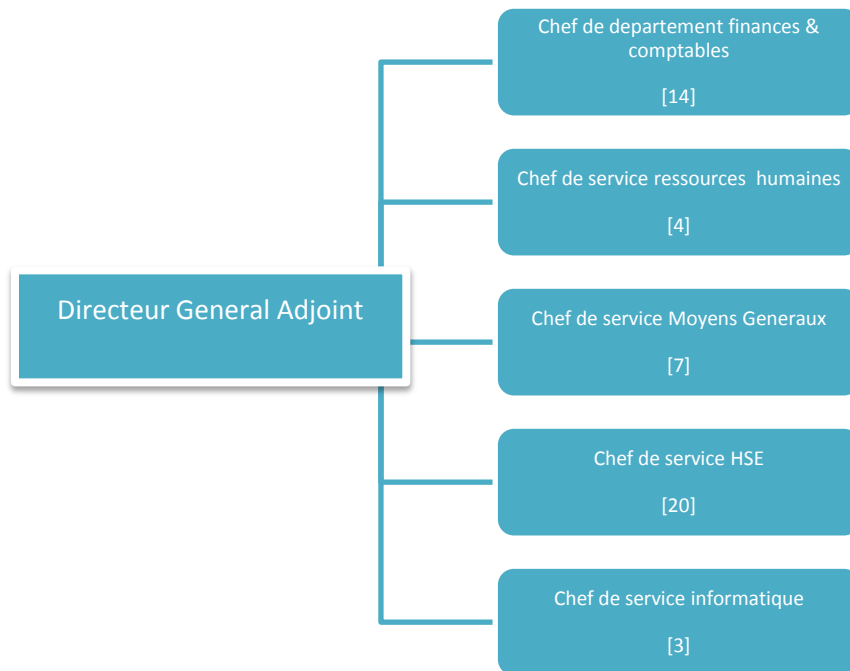 Directeur General Adjoint
Chef de departement finances &
comptables
[14]
Chef de service ressources humaines
[4]
Chef de service Moyens Generaux
[7]
Chef de service HSE
[20]
Chef de service informatique
[3]